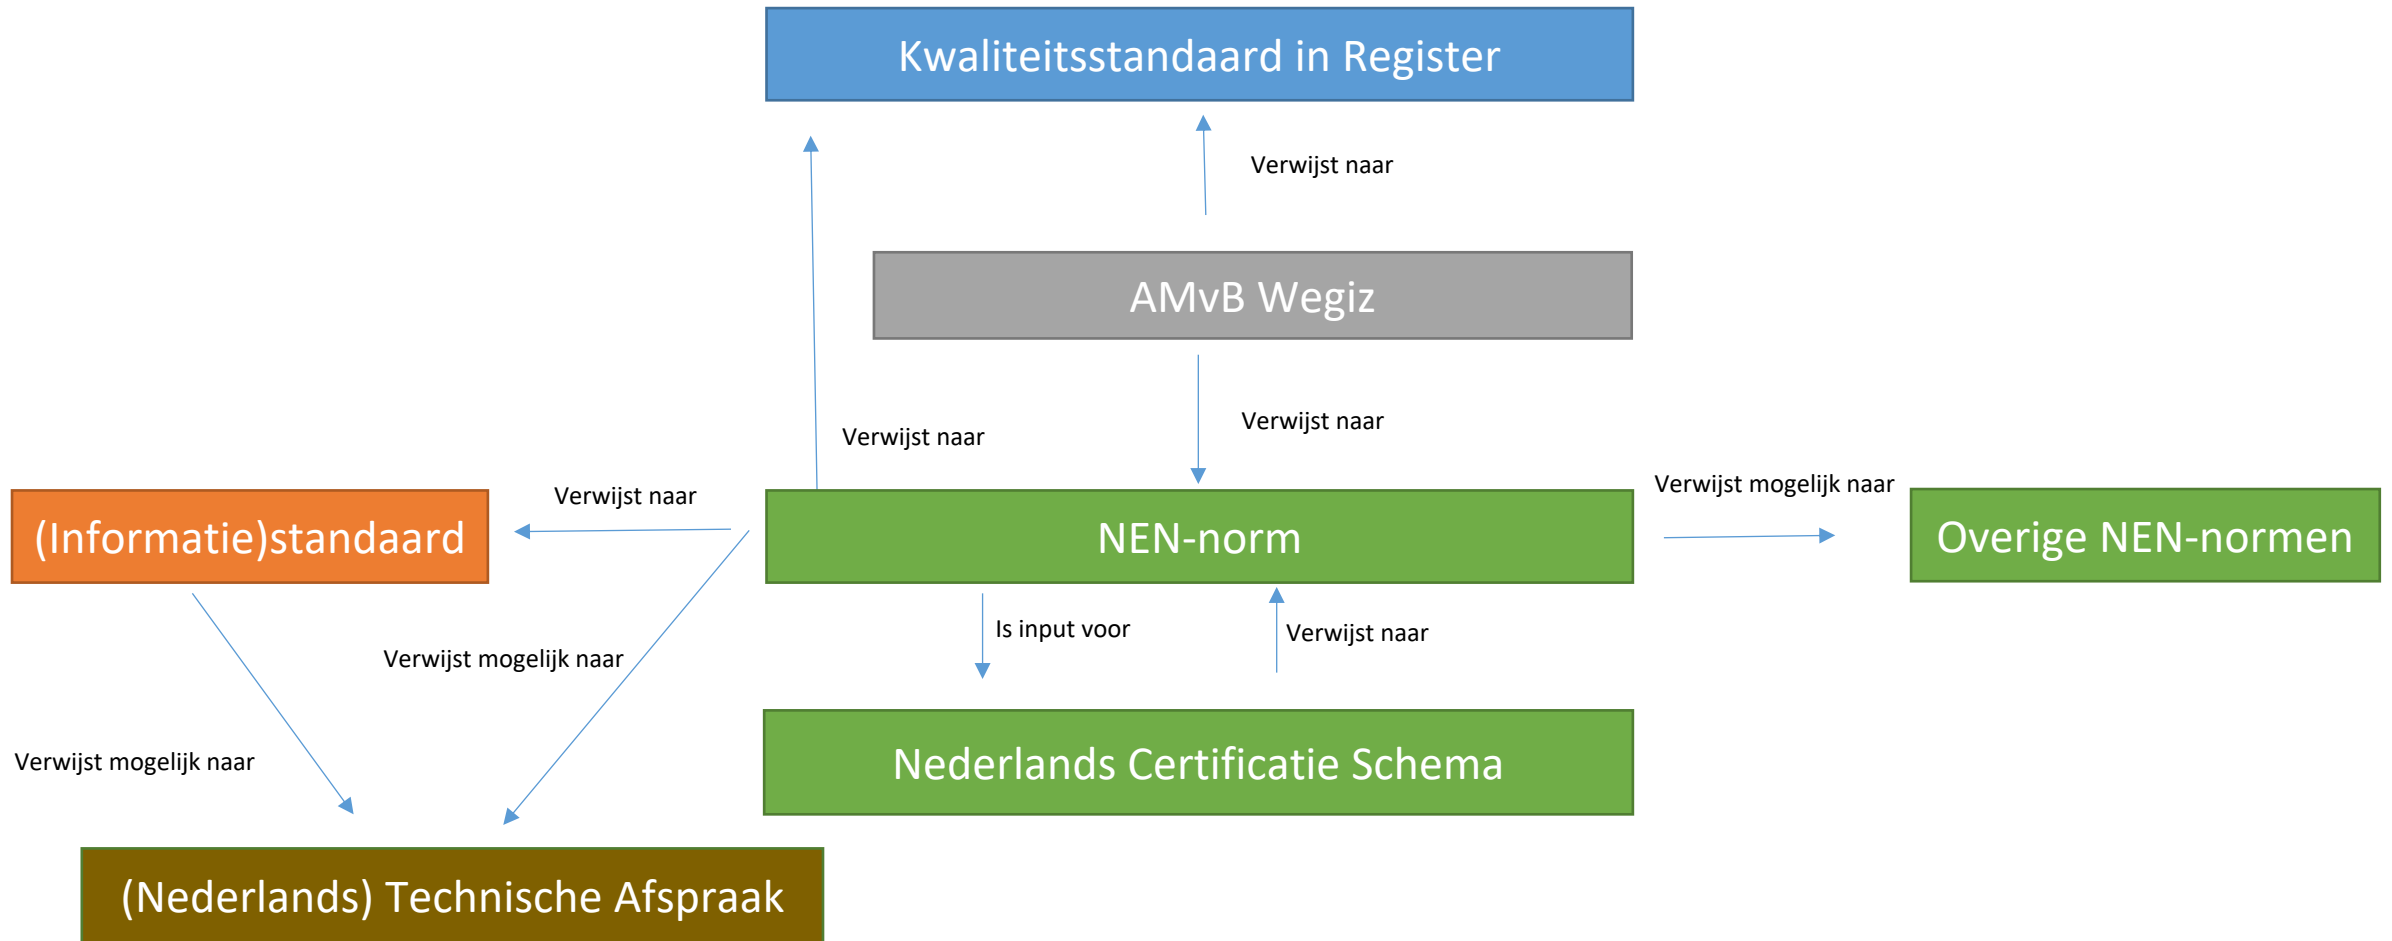 Kwaliteitsstandaard in Register
Verwijst naar
AMvB Wegiz
Verwijst naar
Verwijst naar
Verwijst mogelijk naar
Verwijst naar
(Informatie)standaard
NEN-norm
Overige NEN-normen
Is input voor
Verwijst naar
Verwijst mogelijk naar
Verwijst mogelijk naar
Nederlands Certificatie Schema
(Nederlands) Technische Afspraak